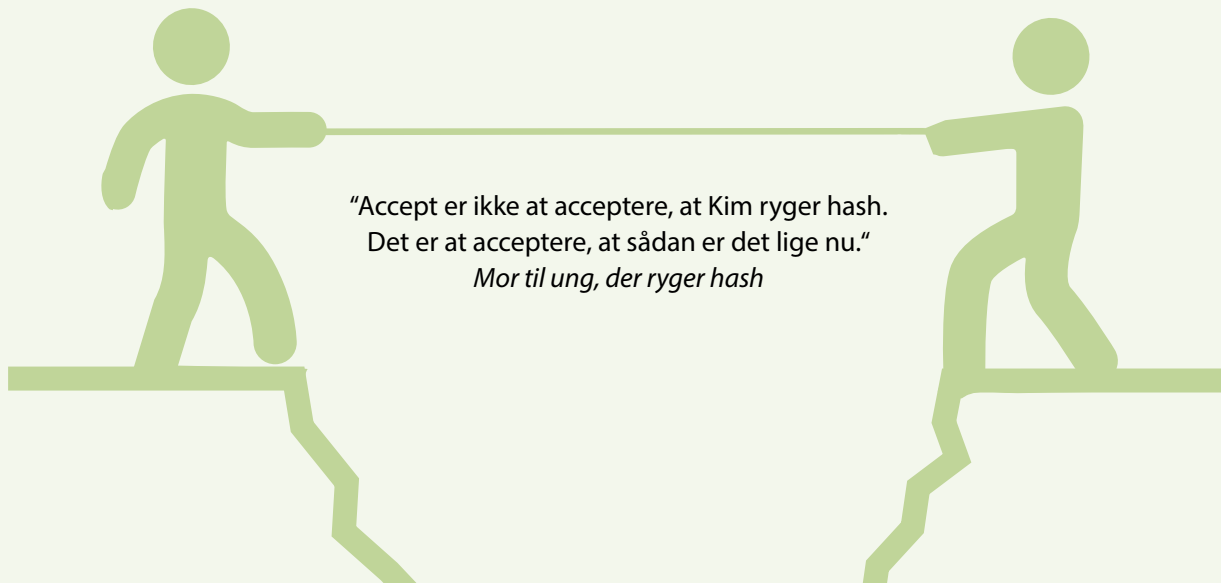 “Accept er ikke at acceptere, at Kim ryger hash.
Det er at acceptere, at sådan er det lige nu.“
Mor til ung, der ryger hash